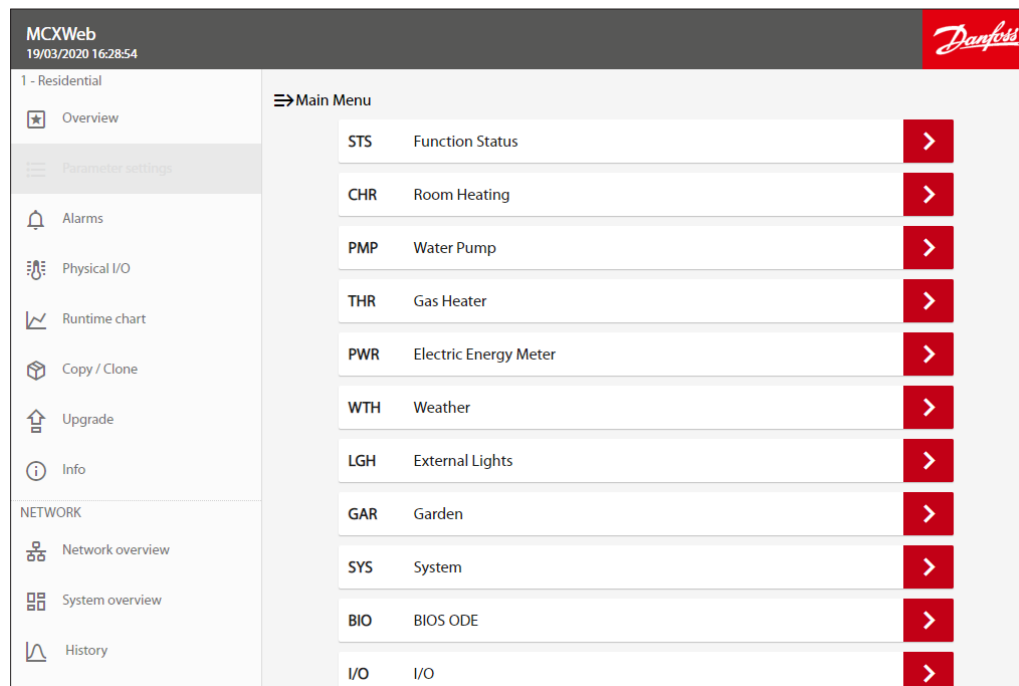 MCXWeb
19/03/2020 16:28:54
Danfoss
1 - Residential
Overview
Parameter settings
Alarms
Physical I/O
Runtime chart
Copy / Clone
Upgrade
Info
NETWORK
Network overview
System overview
History
Main Menu
STS Function Status
CHR Room Heating
PMP Water Pump
THR Gas Heater
PWR Electric Energy Meter
WTH Weather
LGH External Lights
GAR Garden
SYS System
BIO BIOS ODE
I/O I/O